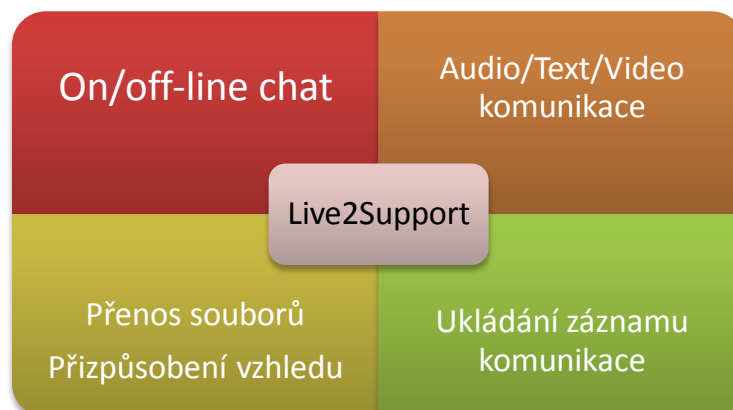 On/off-line chat
Audio/Text/Video
komunikace
Live2Support
Přenos souborů
Přizpůsobení vzhledu
Ukládání záznamu
komunikace